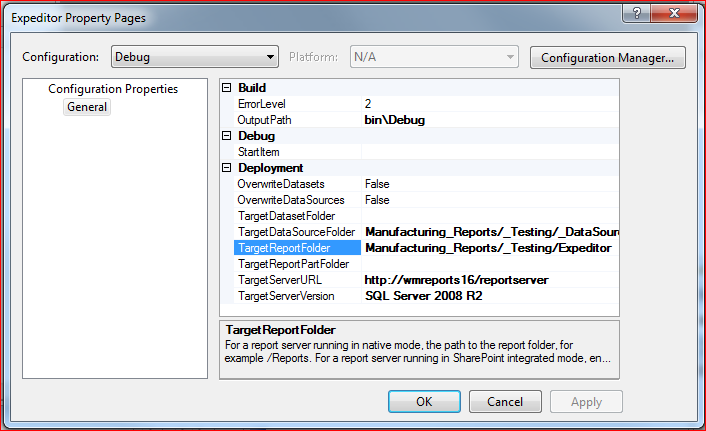 Expeditor Property Pages
Configuration: Debug Platform: N/A Configuration Manager...
Configuration Properties
General
Build
ErrorLevel 2
OutputPath bin\Debug
Debug
StartItem
Deployment
OverwriteDatasets False
OverwriteDataSources False
TargetDatasetFolder
TargetDataSourceFolder Manufacturing_Reports/_Testing/_DataSour
TargetReportFolder Manufacturing_Reports/_Testing/Expeditor
TargetReportPartFolder
TargetServerURL http://wmreports16/reportserver
TargetServerVersion SQL Server 2008 R2
TargetReportFolder
For a report server running in native mode, the path to the report folder, for
example /Reports. For a report server running in SharePoint integrated mode, en...
OK Cancel Apply